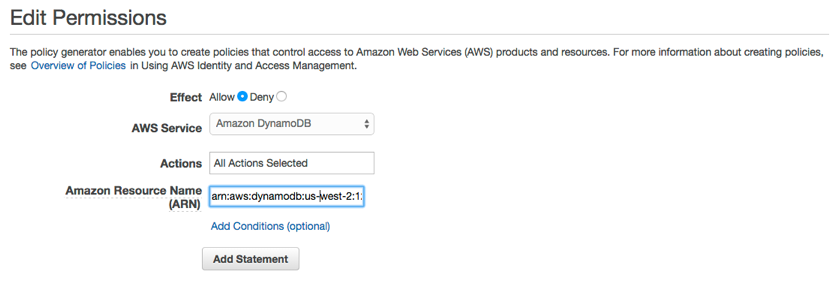 Edit Permissions
The policy generator enables you to create policies that control access to Amazon Web Services (AWS) products and resources. For more information about creating policies,
see Overview of Policies in Using AWS Identity and Access Management.
Effect Allow Deny
AWS Service Amazon DynamoDB
Actions All Actions Selected
Amazon Resource Name arn:aws:dynamodb:us-west-2:1
(ARN)
Add Conditions (optional)
Add Statement